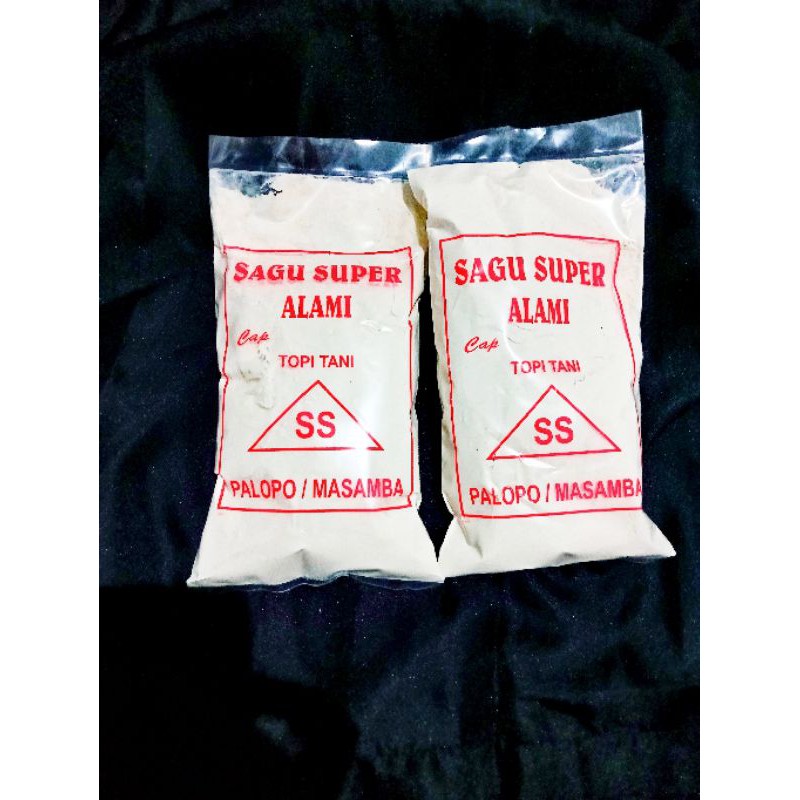 SAGU SUPER
ALAMI
Cap
TOPI TANI
SS
PALOPO / MASAMBA
SAGU SUPER
ALAMI
Cap
TOPI TANI
SS
PALOPO / MASAMBA